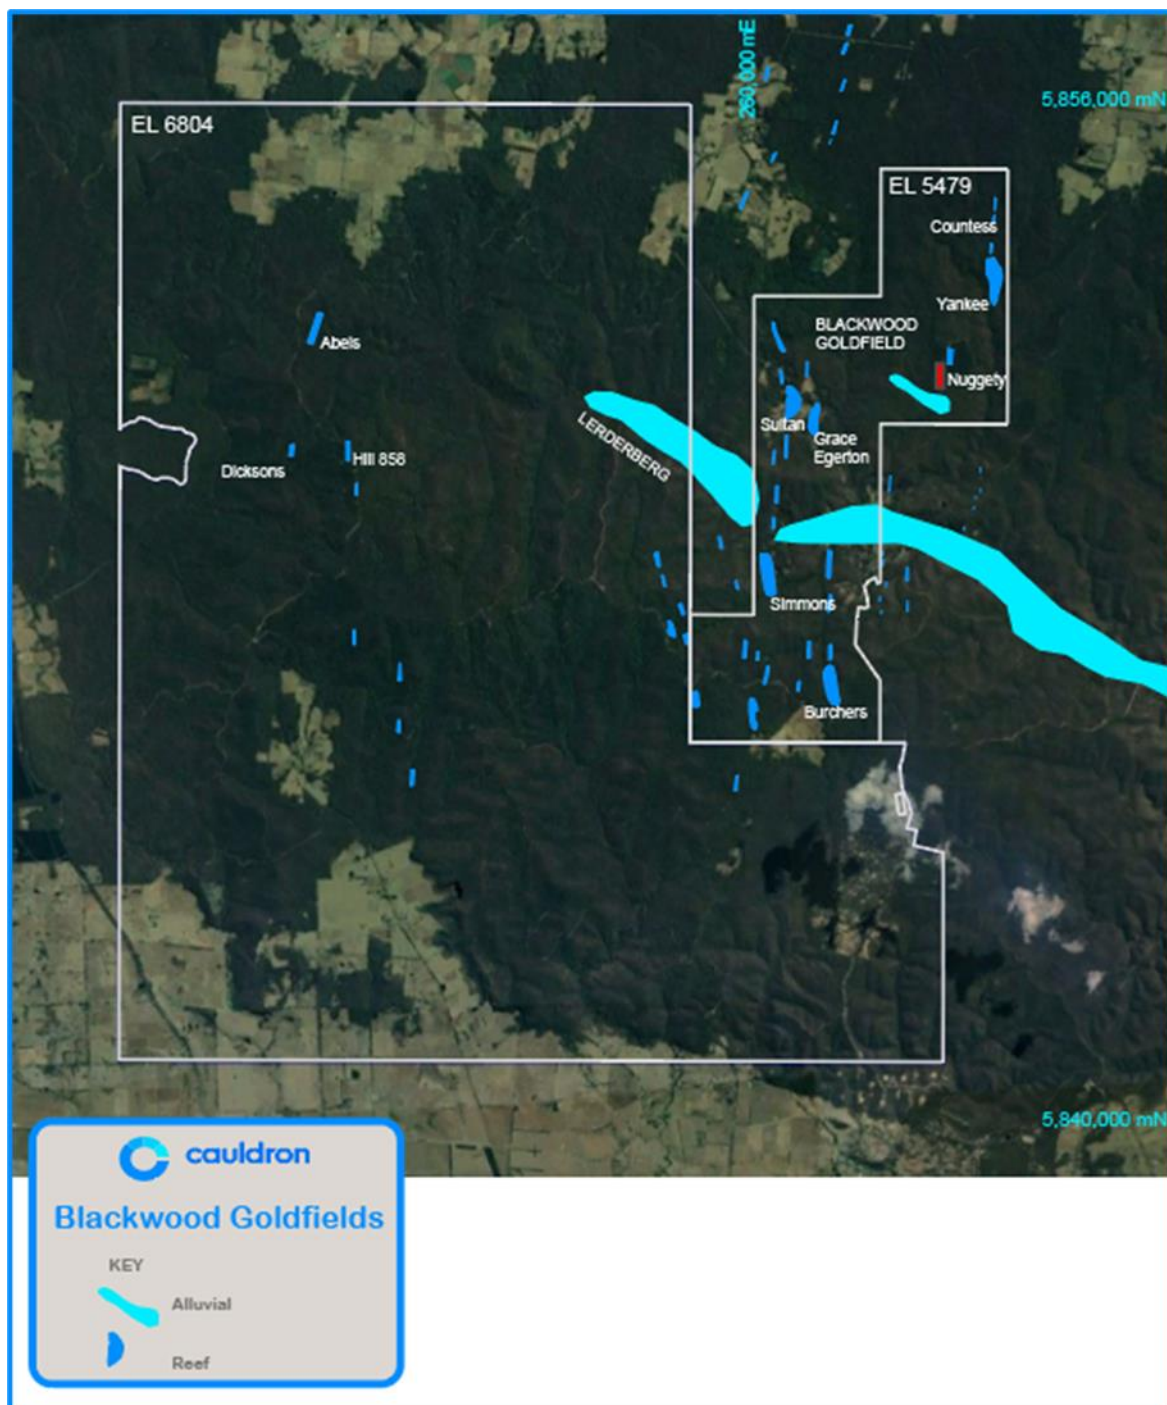 260,000 mE
5,856,000 mN
EL 6804
EL 5479
Countess
Yankee
BLACKWOOD
GOLDFIELD
Abels
Nuggety
LERDERBERG
Sultan
Grace
Egerton
Dicksons
Hill 858
Simmons
Burchers
5,840,000 mN
cauldron
Blackwood Goldfields
KEY
Alluvial
Reef